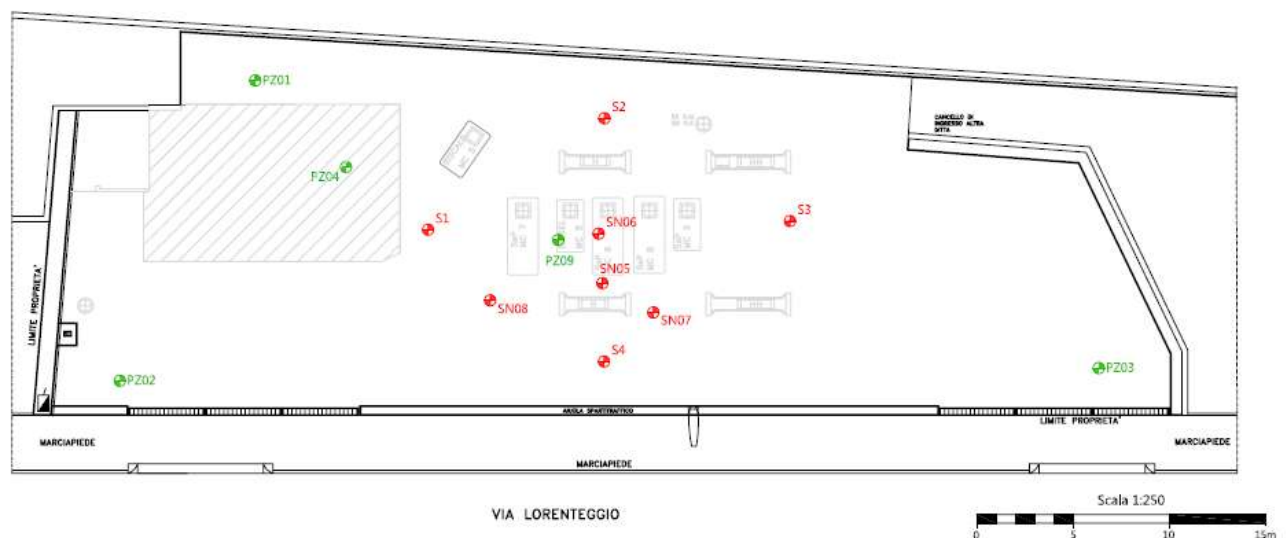 PZ01
S2
CANCELLO DI
INGRESSO ALTRA
DITTA
PZ04
S1
S3
SN06
PZ09
SN05
SN08
SN07
LIMITE PROPRIETA'
S4
PZ02
PZ03
AIUOLA SPARTITRAFFICO
LIMITE PROPRIETA'
MARCIAPIEDE
MARCIAPIEDE
MARCIAPIEDE
VIA LORENTEGGIO
Scala 1:250
0 5 10 15m